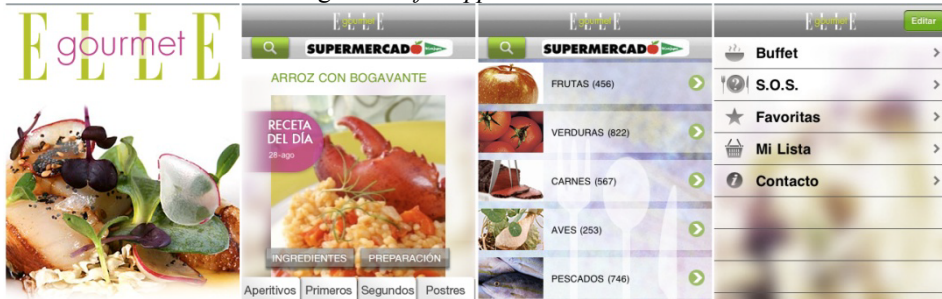 ELLE
gourmet
ELLE gourmet
SUPERMERCADO
ARROZ CON BOGAVANTE
RECETA
DEL DÍA
28-ago
INGREDIENTES PREPARACIÓN
Aperitivos Primeros Segundos Postres
ELLE gourmet
SUPERMERCADO
FRUTAS (456)
VERDURAS (822)
CARNES (567)
AVES (253)
PESCADOS (746)
ELLE gourmet
Editar
Buffet
S.O.S.
Favoritas
Mi Lista
Contacto